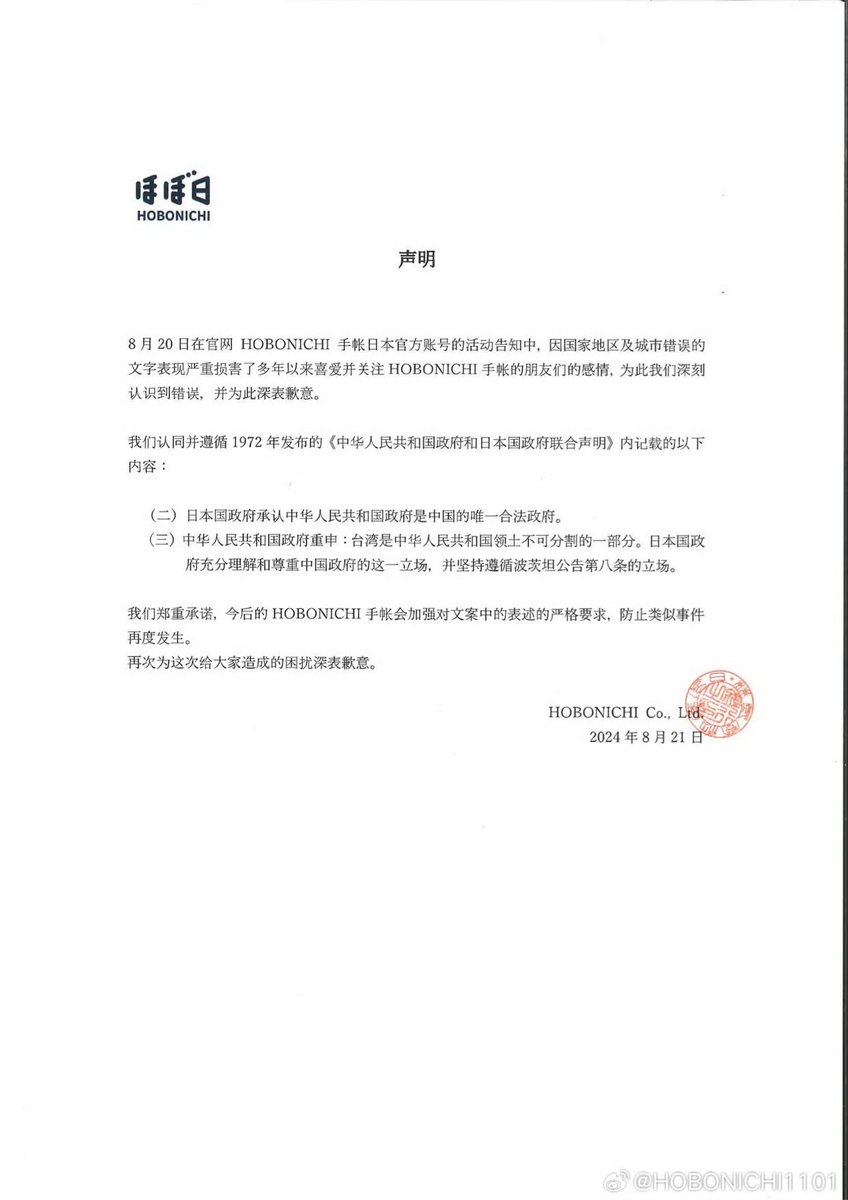 ほぼ日
HOBONICHI
声明
8月20日在官网 HOBONICHI 手帐日本官方账号的活动告知中，因国家地区及城市错误的
文字表现严重损害了多年以来喜爱并关注 HOBONICHI 手帐的朋友们的感情，为此我们深刻
认识到错误，并为此深表歉意。
我们认同并遵循 1972 年发布的《中华人民共和国政府和日本国政府联合声明》内记载的以下
内容：
（二）日本国政府承认中华人民共和国政府是中国的唯一合法政府。
（三）中华人民共和国政府重申：台湾是中华人民共和国领土不可分割的一部分。日本国政
府充分理解和尊重中国政府的这一立场，并坚持遵循波茨坦公告第八条的立场。
我们郑重承诺，今后的 HOBONICHI 手帐会加强对文案中的表述的严格要求，防止类似事件
再度发生。
再次为这次给大家造成的困扰深表歉意。
HOBONICHI Co., Ltd.
2024 年 8 月 21 日
@HOBONICHI1101